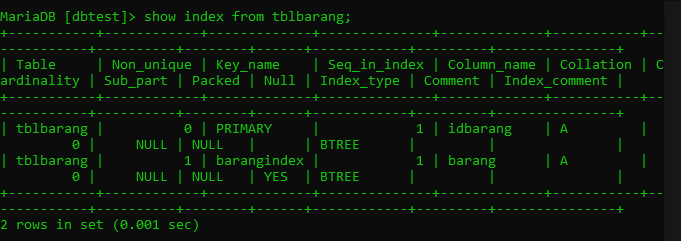 MariaDB [dbtest]> show index from tblbarang;
+-----------+------------+-------------+--------------+-------------+-----------+--
-----------+----------+--------+------+------------+---------+---------------+
| Table     | Non_unique | Key_name    | Seq_in_index | Column_name | Collation | C
ardinality | Sub_part | Packed | Null | Index_type | Comment | Index_comment |
+-----------+------------+-------------+--------------+-------------+-----------+--
-----------+----------+--------+------+------------+---------+---------------+
| tblbarang |          0 | PRIMARY     |            1 | idbarang    | A         |
         0 |     NULL | NULL   |      | BTREE      |         |               |
| tblbarang |          1 | barangindex |            1 | barang      | A         |
         0 |     NULL | NULL   | YES  | BTREE      |         |               |
+-----------+------------+-------------+--------------+-------------+-----------+--
-----------+----------+--------+------+------------+---------+---------------+
2 rows in set (0.001 sec)